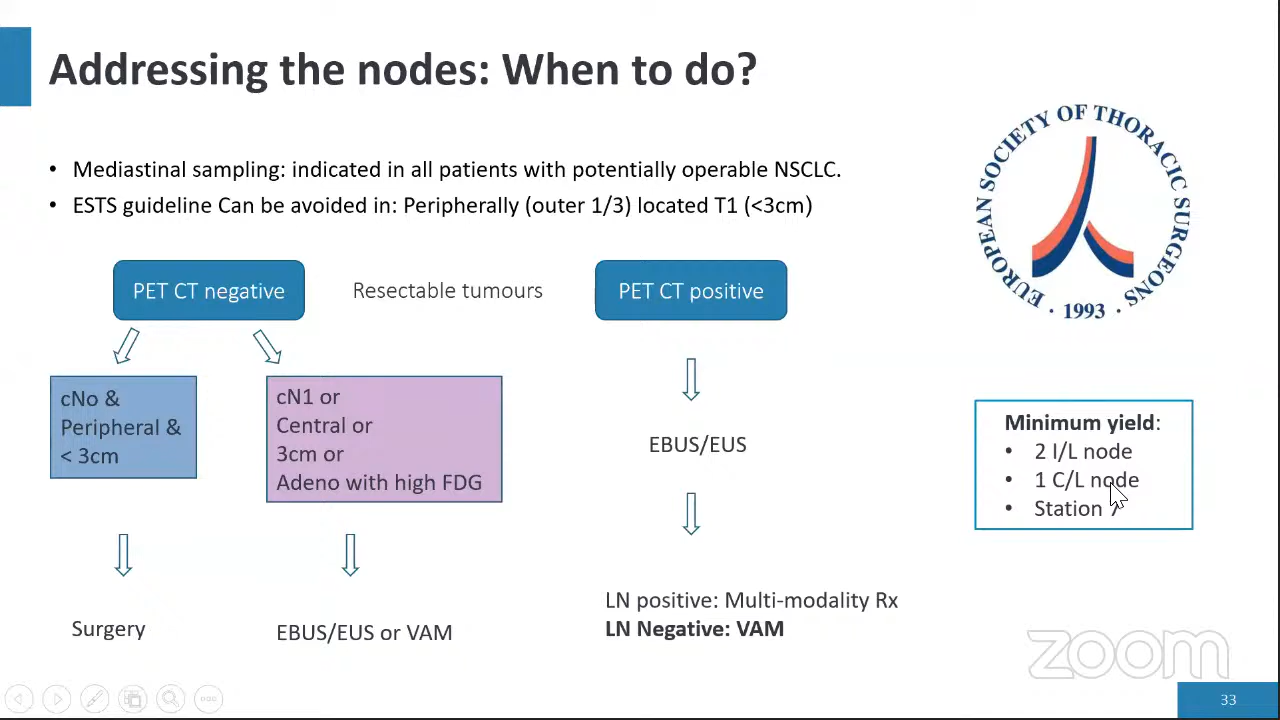 Addressing the nodes: When to do?
• Mediastinal sampling: indicated in all patients with potentially operable NSCLC.
• ESTS guideline Can be avoided in: Peripherally (outer 1/3) located T1 (<3cm)
EUROPEAN SOCIETY OF THORACIC SURGEONS
· 1993 ·
PET CT negative
Resectable tumours
PET CT positive
cNo &
Peripheral &
< 3cm
cN1 or
Central or
3cm or
Adeno with high FDG
EBUS/EUS
Minimum yield:
• 2 I/L node
• 1 C/L node
• Station 7
Surgery
EBUS/EUS or VAM
LN positive: Multi-modality Rx
LN Negative: VAM
zoom
33